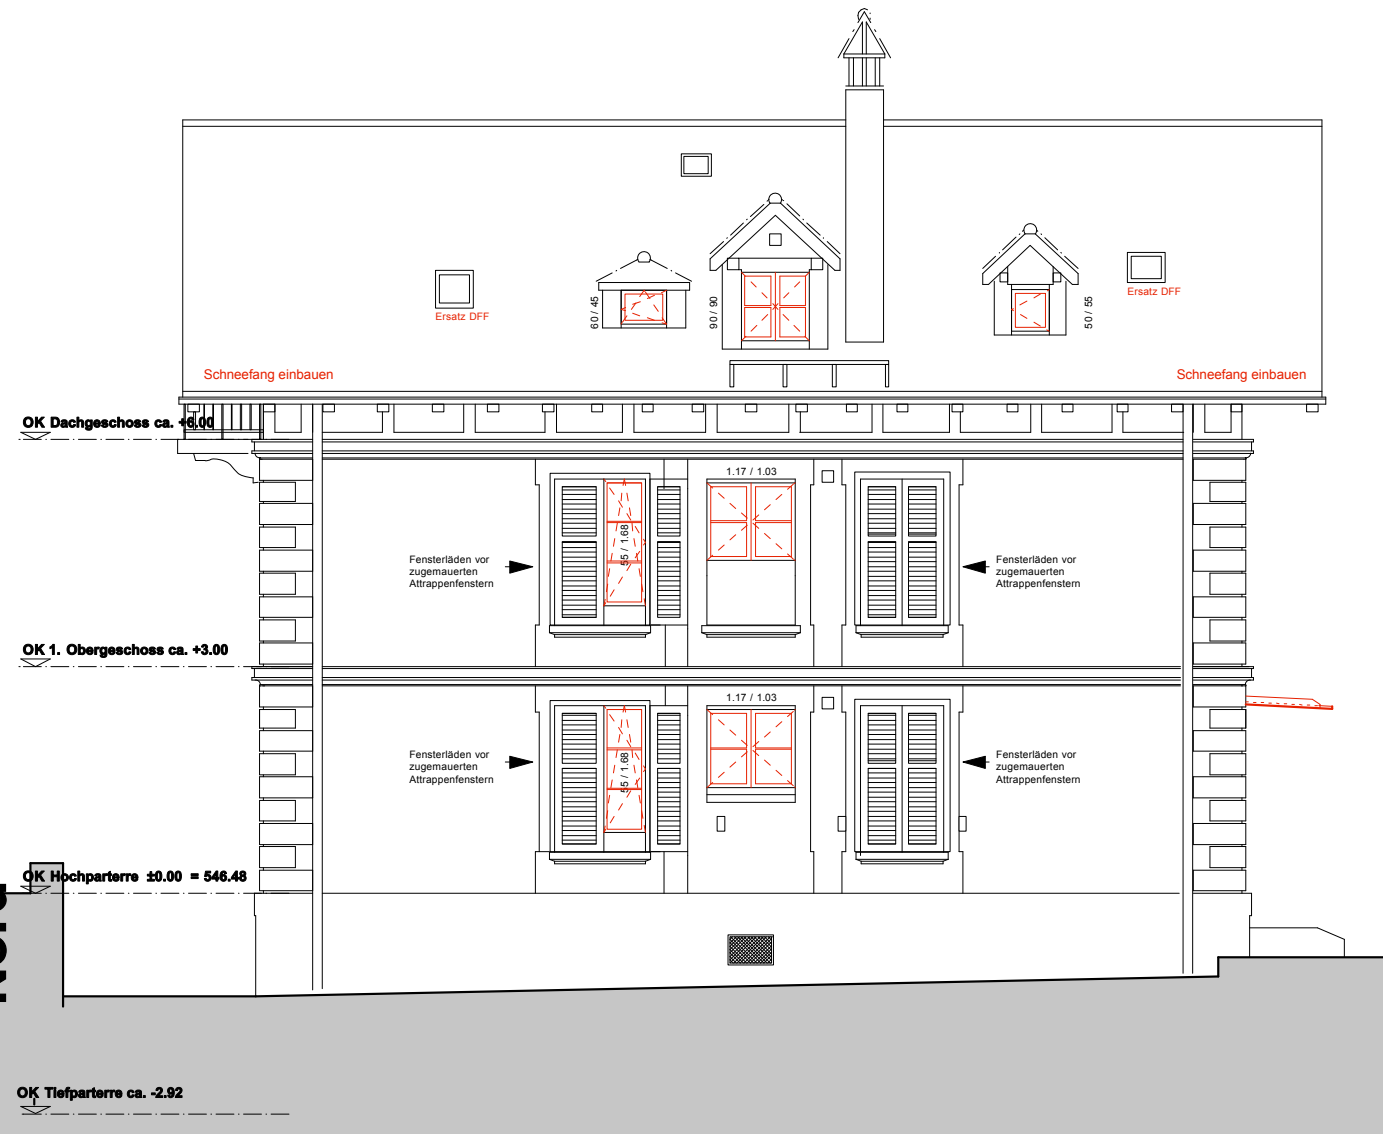 60 / 45
90 / 90
50 / 55
Ersatz DFF
Ersatz DFF
Schneefang einbauen
Schneefang einbauen
OK Dachgeschoss ca. +6.00
1.17 / 1.03
55 / 1.68
Fensterläden vor
zugemauerten
Attrappenfenstern
Fensterläden vor
zugemauerten
Attrappenfenstern
OK 1. Obergeschoss ca. +3.00
1.17 / 1.03
55 / 1.68
Fensterläden vor
zugemauerten
Attrappenfenstern
Fensterläden vor
zugemauerten
Attrappenfenstern
OK Hochparterre ±0.00 = 546.48
OK Tiefparterre ca. -2.92